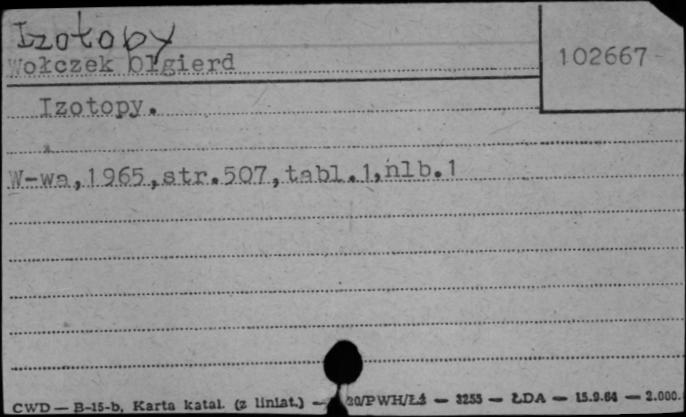 Izotopy
Wołczek Olgierd
102667
Izotopy.
W-wa,1965,str.507,tabl.1,nlb.1
CWD — B-15-b, Karta katal. (z liniat.) — 20/PWH/Łś — 3255 — ŁDA — 15.9.64 — 2.000.